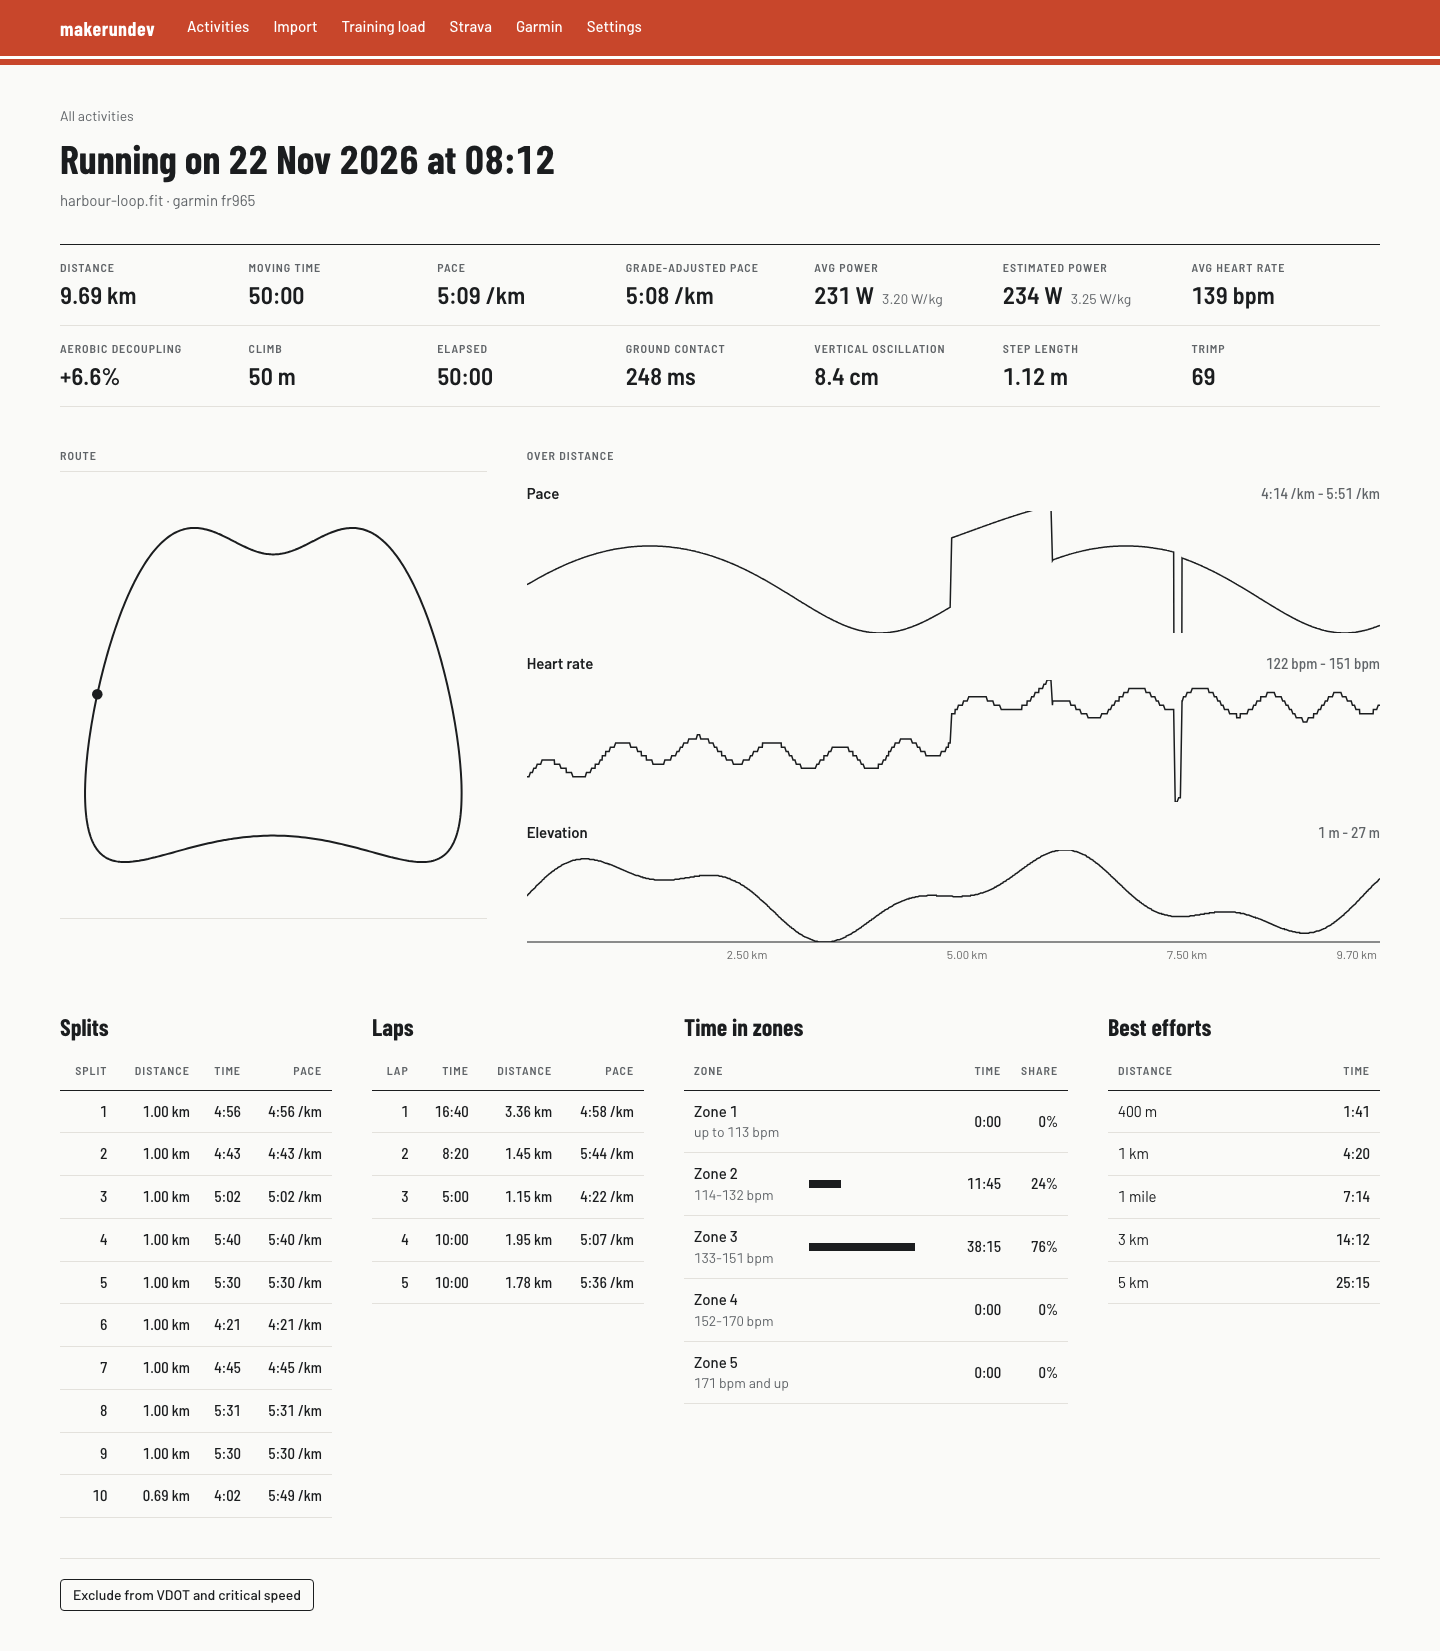 makerundev Activities Import Training load Strava Garmin Settings
All activities
Running on 22 Nov 2026 at 08:12
harbour-loop.fit · garmin fr965
DISTANCE MOVING TIME PACE GRADE-ADJUSTED PACE AVG POWER ESTIMATED POWER AVG HEART RATE
9.69 km 50:00 5:09 /km 5:08 /km 231 W 3.20 W/kg 234 W 3.25 W/kg 139 bpm
AEROBIC DECOUPLING CLIMB ELAPSED GROUND CONTACT VERTICAL OSCILLATION STEP LENGTH TRIMP
+6.6% 50 m 50:00 248 ms 8.4 cm 1.12 m 69
ROUTE
OVER DISTANCE
Pace 4:14 /km - 5:51 /km
Heart rate 122 bpm - 151 bpm
Elevation 1 m - 27 m
2.50 km 5.00 km 7.50 km 9.70 km
Splits
SPLIT DISTANCE TIME PACE
1 1.00 km 4:56 4:56 /km
2 1.00 km 4:43 4:43 /km
3 1.00 km 5:02 5:02 /km
4 1.00 km 5:40 5:40 /km
5 1.00 km 5:30 5:30 /km
6 1.00 km 4:21 4:21 /km
7 1.00 km 4:45 4:45 /km
8 1.00 km 5:31 5:31 /km
9 1.00 km 5:30 5:30 /km
10 0.69 km 4:02 5:49 /km
Laps
LAP TIME DISTANCE PACE
1 16:40 3.36 km 4:58 /km
2 8:20 1.45 km 5:44 /km
3 5:00 1.15 km 4:22 /km
4 10:00 1.95 km 5:07 /km
5 10:00 1.78 km 5:36 /km
Time in zones
ZONE TIME SHARE
Zone 1 0:00 0%
up to 113 bpm
Zone 2 11:45 24%
114-132 bpm
Zone 3 38:15 76%
133-151 bpm
Zone 4 0:00 0%
152-170 bpm
Zone 5 0:00 0%
171 bpm and up
Best efforts
DISTANCE TIME
400 m 1:41
1 km 4:20
1 mile 7:14
3 km 14:12
5 km 25:15
Exclude from VDOT and critical speed